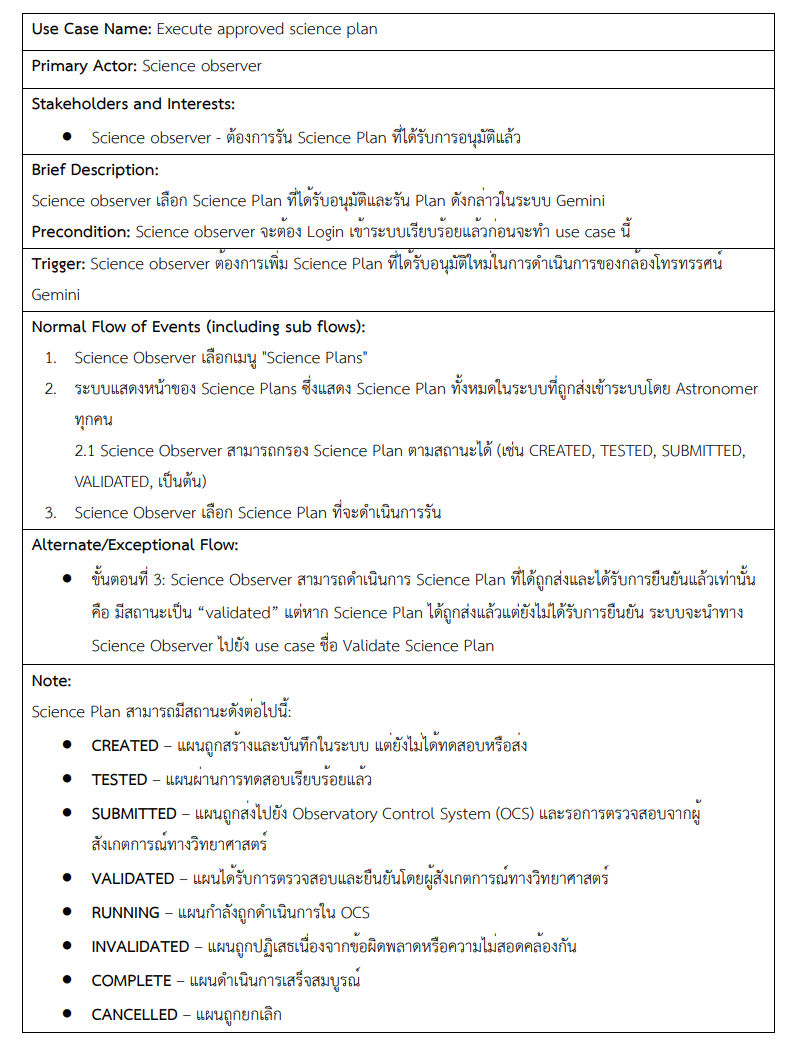 Use Case Name: Execute approved science plan
Primary Actor: Science observer
Stakeholders and Interests:
● Science observer - ต้องการรัน Science Plan ที่ได้รับการอนุมัติแล้ว
Brief Description:
Science observer เลือก Science Plan ที่ได้รับอนุมัติและรัน Plan ดังกล่าวในระบบ Gemini
Precondition: Science observer จะต้อง Login เข้าระบบเรียบร้อยแล้วก่อนจะทำ use case นี้
Trigger: Science observer ต้องการเพิ่ม Science Plan ที่ได้รับอนุมัติใหม่ในการดำเนินการของกล้องโทรทรรศน์
Gemini
Normal Flow of Events (including sub flows):
1. Science Observer เลือกเมนู "Science Plans"
2. ระบบแสดงหน้าของ Science Plans ซึ่งแสดง Science Plan ทั้งหมดในระบบที่ถูกส่งเข้าระบบโดย Astronomer
ทุกคน
2.1 Science Observer สามารถกรอง Science Plan ตามสถานะได้ (เช่น CREATED, TESTED, SUBMITTED,
VALIDATED, เป็นต้น)
3. Science Observer เลือก Science Plan ที่จะดำเนินการรัน
Alternate/Exceptional Flow:
● ขั้นตอนที่ 3: Science Observer สามารถดำเนินการ Science Plan ที่ได้ถูกส่งและได้รับการยืนยันแล้วเท่านั้น
คือ มีสถานะเป็น “validated” แต่หาก Science Plan ได้ถูกส่งแล้วแต่ยังไม่ได้รับการยืนยัน ระบบจะนำทาง
Science Observer ไปยัง use case ชื่อ Validate Science Plan
Note:
Science Plan สามารถมีสถานะดังต่อไปนี้:
● CREATED – แผนถูกสร้างและบันทึกในระบบ แต่ยังไม่ได้ทดสอบหรือส่ง
● TESTED – แผนผ่านการทดสอบเรียบร้อยแล้ว
● SUBMITTED – แผนถูกส่งไปยัง Observatory Control System (OCS) และรอการตรวจสอบจากผู้
สังเกตการณ์ทางวิทยาศาสตร์
● VALIDATED – แผนได้รับการตรวจสอบและยืนยันโดยผู้สังเกตการณ์ทางวิทยาศาสตร์
● RUNNING – แผนกำลังถูกดำเนินการใน OCS
● INVALIDATED – แผนถูกปฏิเสธเนื่องจากข้อผิดพลาดหรือความไม่สอดคล้องกัน
● COMPLETE – แผนดำเนินการเสร็จสมบูรณ์
● CANCELLED – แผนถูกยกเลิก